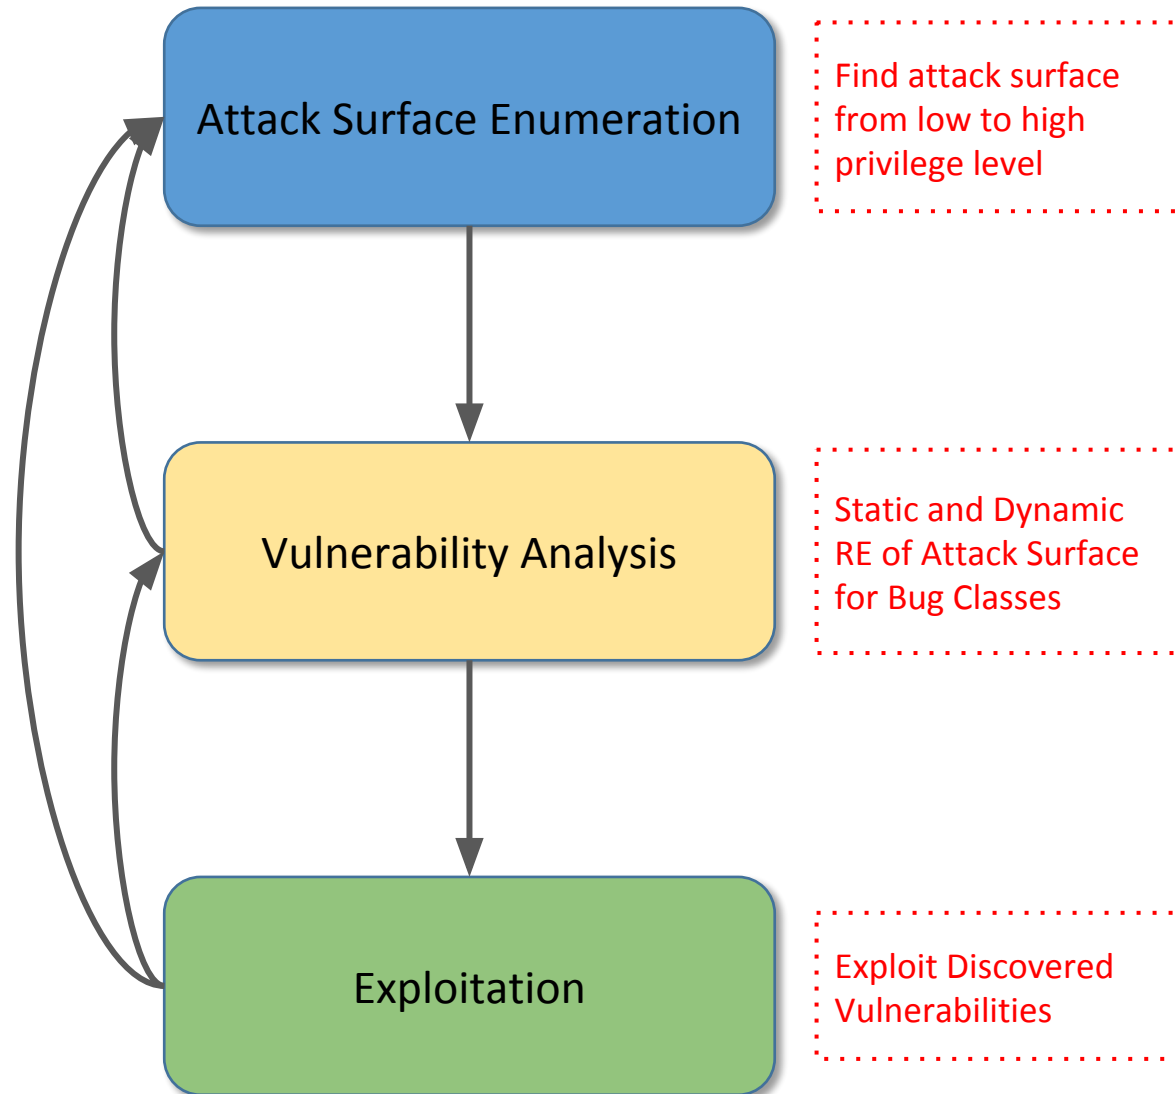 Attack Surface Enumeration
Find attack surface
from low to high
privilege level
Vulnerability Analysis
Static and Dynamic
RE of Attack Surface
for Bug Classes
Exploitation
Exploit Discovered
Vulnerabilities